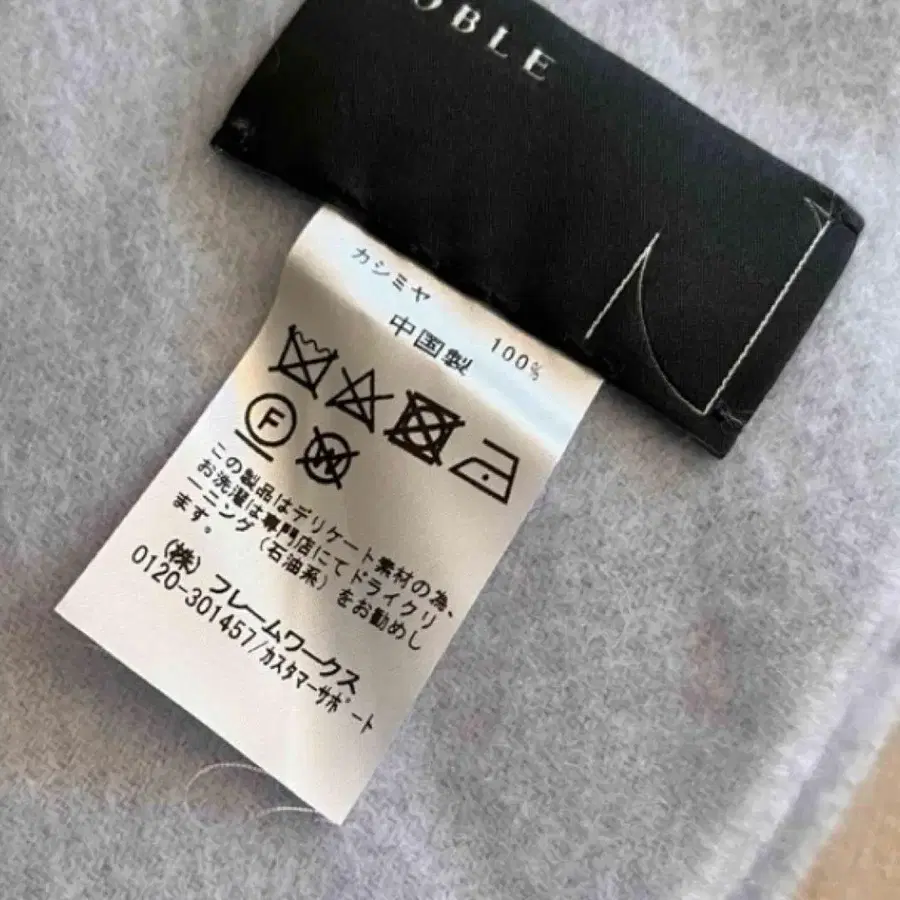 OBLE
カシミヤ 100%
中国製
F
W
この製品はデリケート素材の為、
お洗濯は専門店にてドライクリ
ーニング(石油系)をお勧めし
ます。
(株)フレームワークス
0120-301457/カスタマーサポート